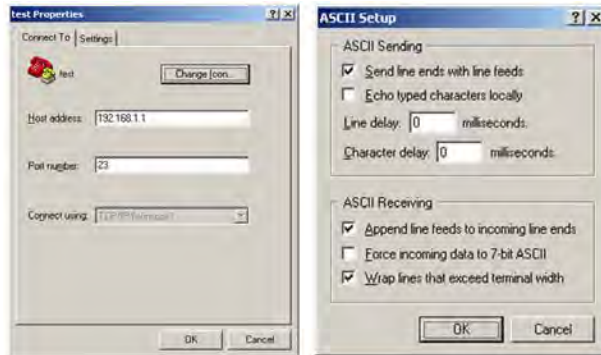 test Properties
Connect To
Settings
test
Change Icon...
Host address:
192.168.1.1
Port number:
23
Connect using:
TCP/IP (Winsock)
OK
Cancel
ASCII Setup
ASCII Sending
Send line ends with line feeds
Echo typed characters locally
Line delay: 0 milliseconds.
Character delay: 0 milliseconds.
ASCII Receiving
Append line feeds to incoming line ends
Force incoming data to 7-bit ASCII
Wrap lines that exceed terminal width
OK
Cancel